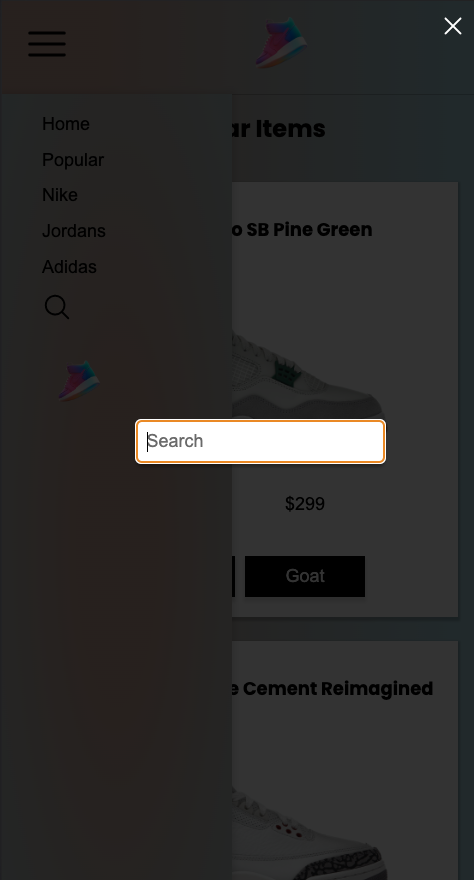 Home
ar Items
Popular
Nike
Jordans
o SB Pine Green
Adidas
Search
$299
Goat
e Cement Reimagined